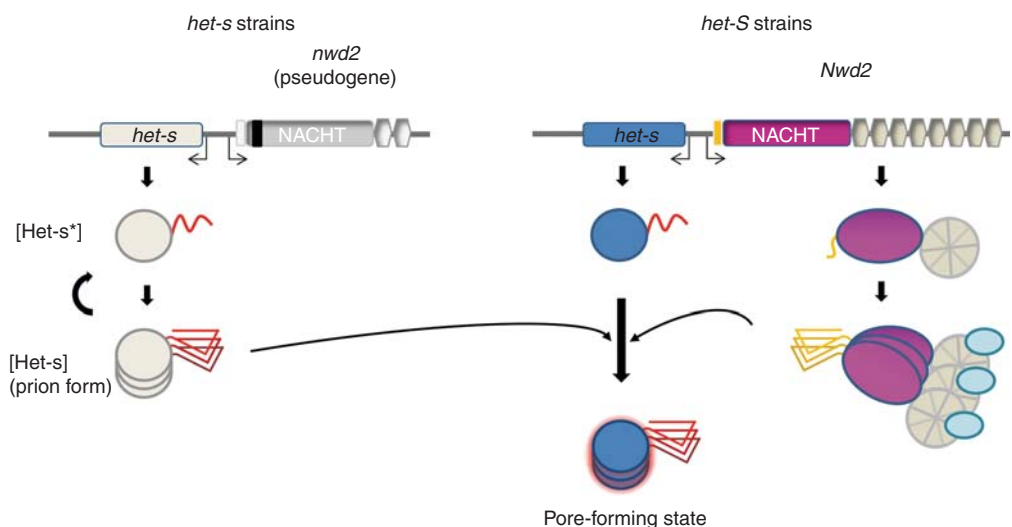 het-s strains
nwd2
(pseudogene)
het-s
NACHT
[Het-s*]
[Het-s]
(prion form)
het-S strains
Nwd2
het-s
NACHT
Pore-forming state